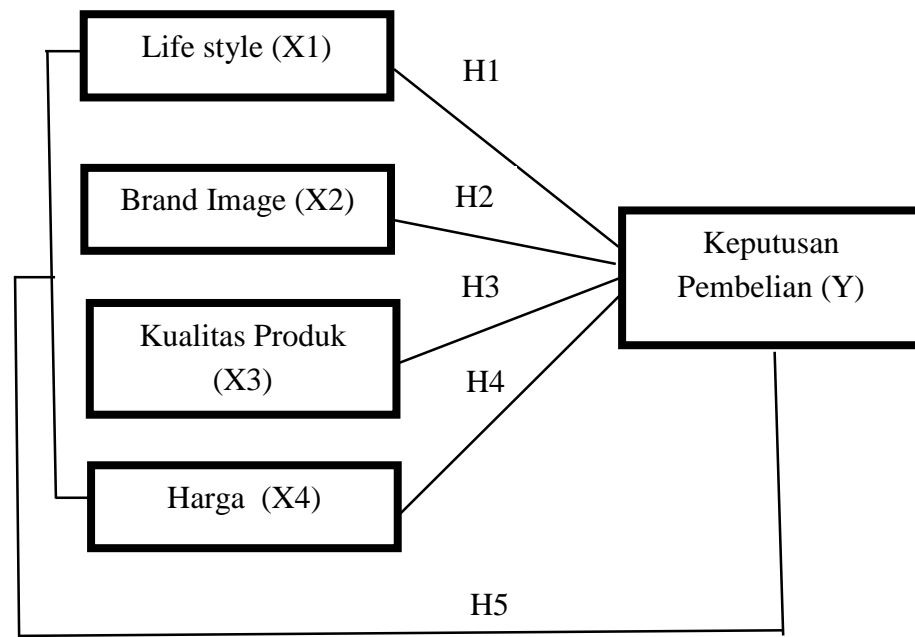 Life style (X1)
H1
Brand Image (X2)
H2
Keputusan
Pembelian (Y)
H3
Kualitas Produk
(X3)
H4
Harga  (X4)
H5